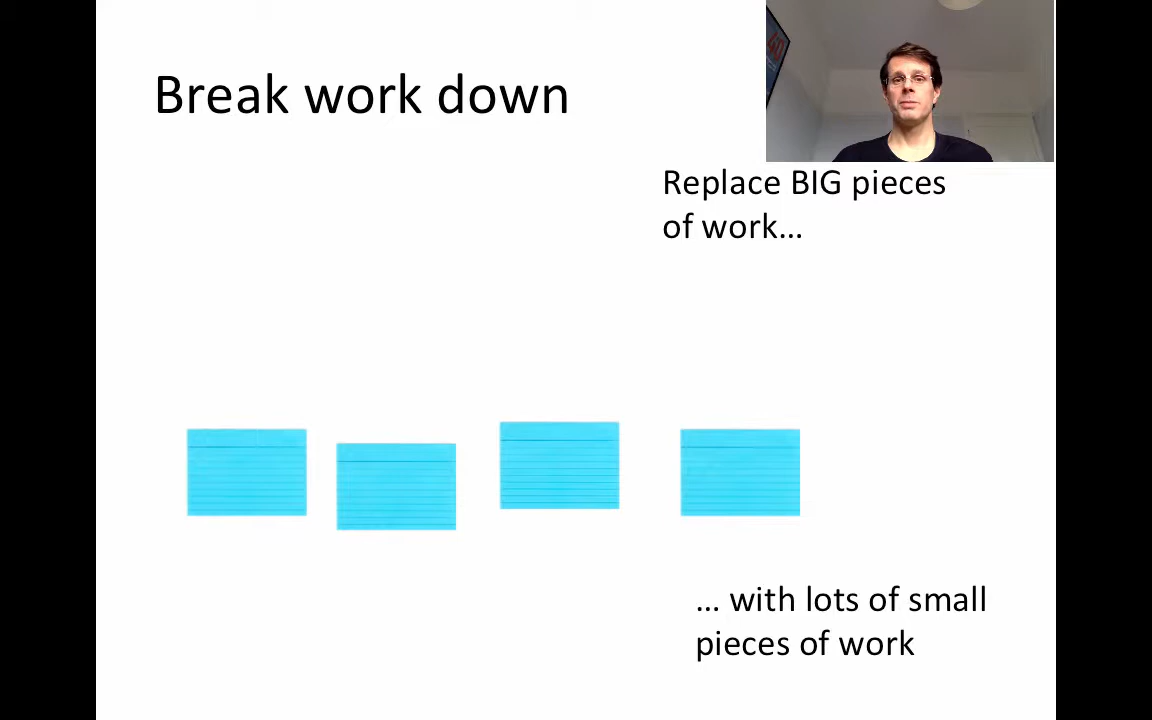 Break work down
Replace BIG pieces
of work...
... with lots of small
pieces of work